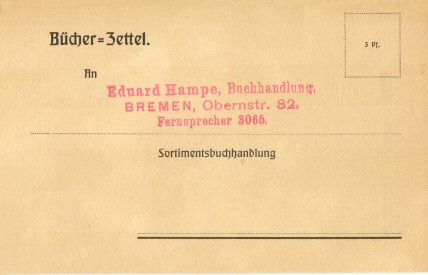 Bücher=Zettel.
3 Pf.
An
Eduard Hampe, Buchhandlung,
BREMEN, Obernstr. 82.
Fernsprecher 3065.
Sortimentsbuchhandlung